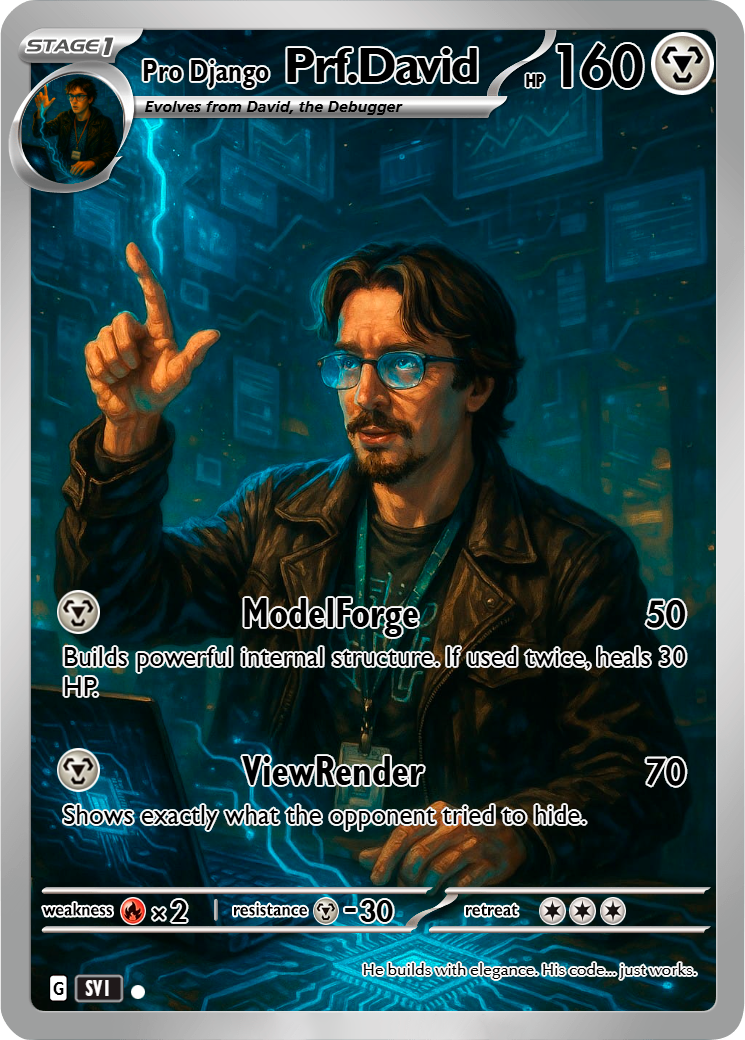 STAGE1
Pro Django Prf.David HP 160
Evolves from David, the Debugger
ModelForge 50
Builds powerful internal structure. If used twice, heals 30
HP.
ViewRender 70
Shows exactly what the opponent tried to hide.
weakness ×2 resistance -30 retreat
He builds with elegance. His code... just works.
G SVI